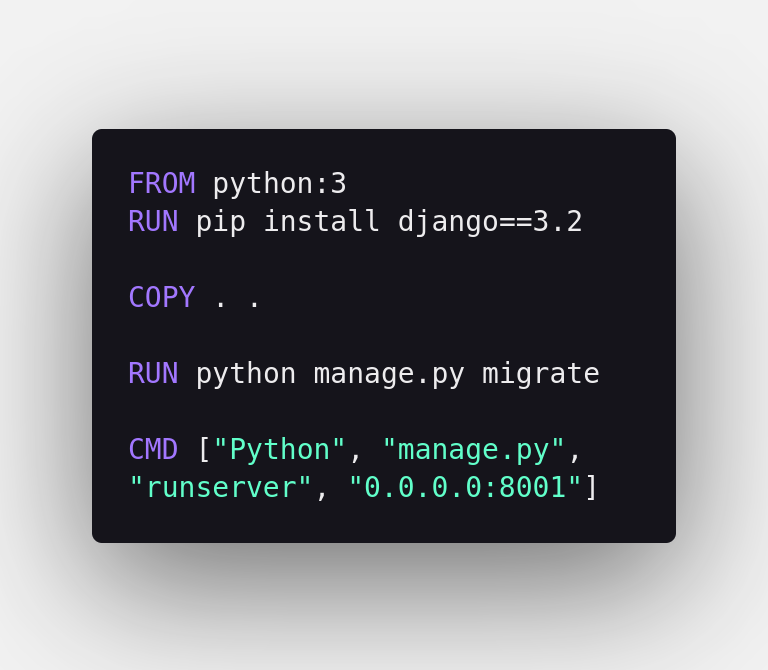 FROM python:3
RUN pip install django==3.2
COPY . .
RUN python manage.py migrate
CMD ["Python", "manage.py",
"runserver", "0.0.0.0:8001"]